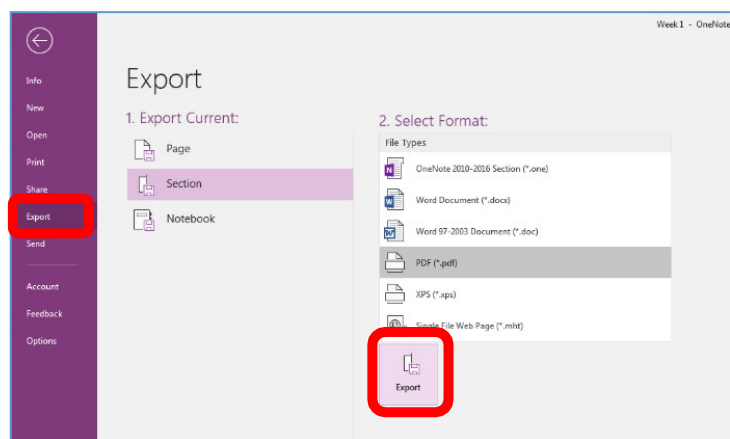 Week 1 - OneNote
Info
New
Open
Print
Share
Export
Send
Account
Feedback
Options
Export
1. Export Current:
Page
Section
Notebook
2. Select Format:
File Types
OneNote 2010-2016 Section (*.one)
Word Document (*.docx)
Word 97-2003 Document (*.doc)
PDF (*.pdf)
XPS (*.xps)
Single File Web Page (*.mht)
Export